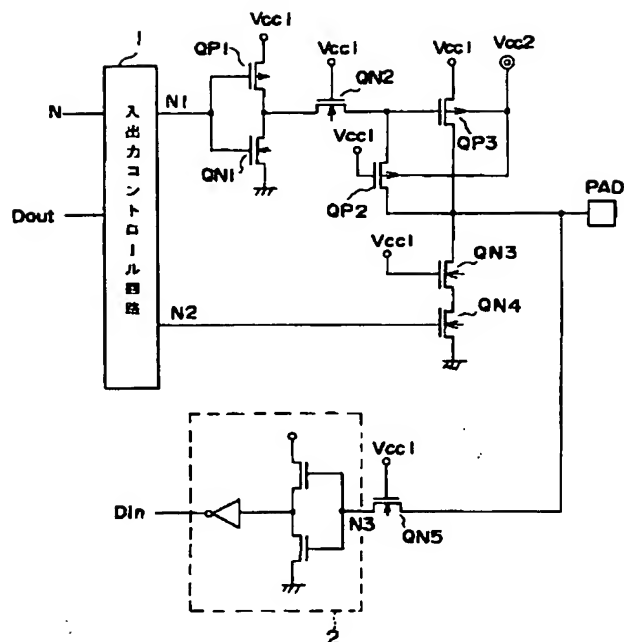 1
Vcc1
QP1
N
N1
QN1
入出力コントロール回路
Dout
N2
Vcc1
QN2
Vcc1
QP2
Vcc1
Vcc2
QP3
PAD
Vcc1
QN3
QN4
Vcc1
QN5
N3
Din
2